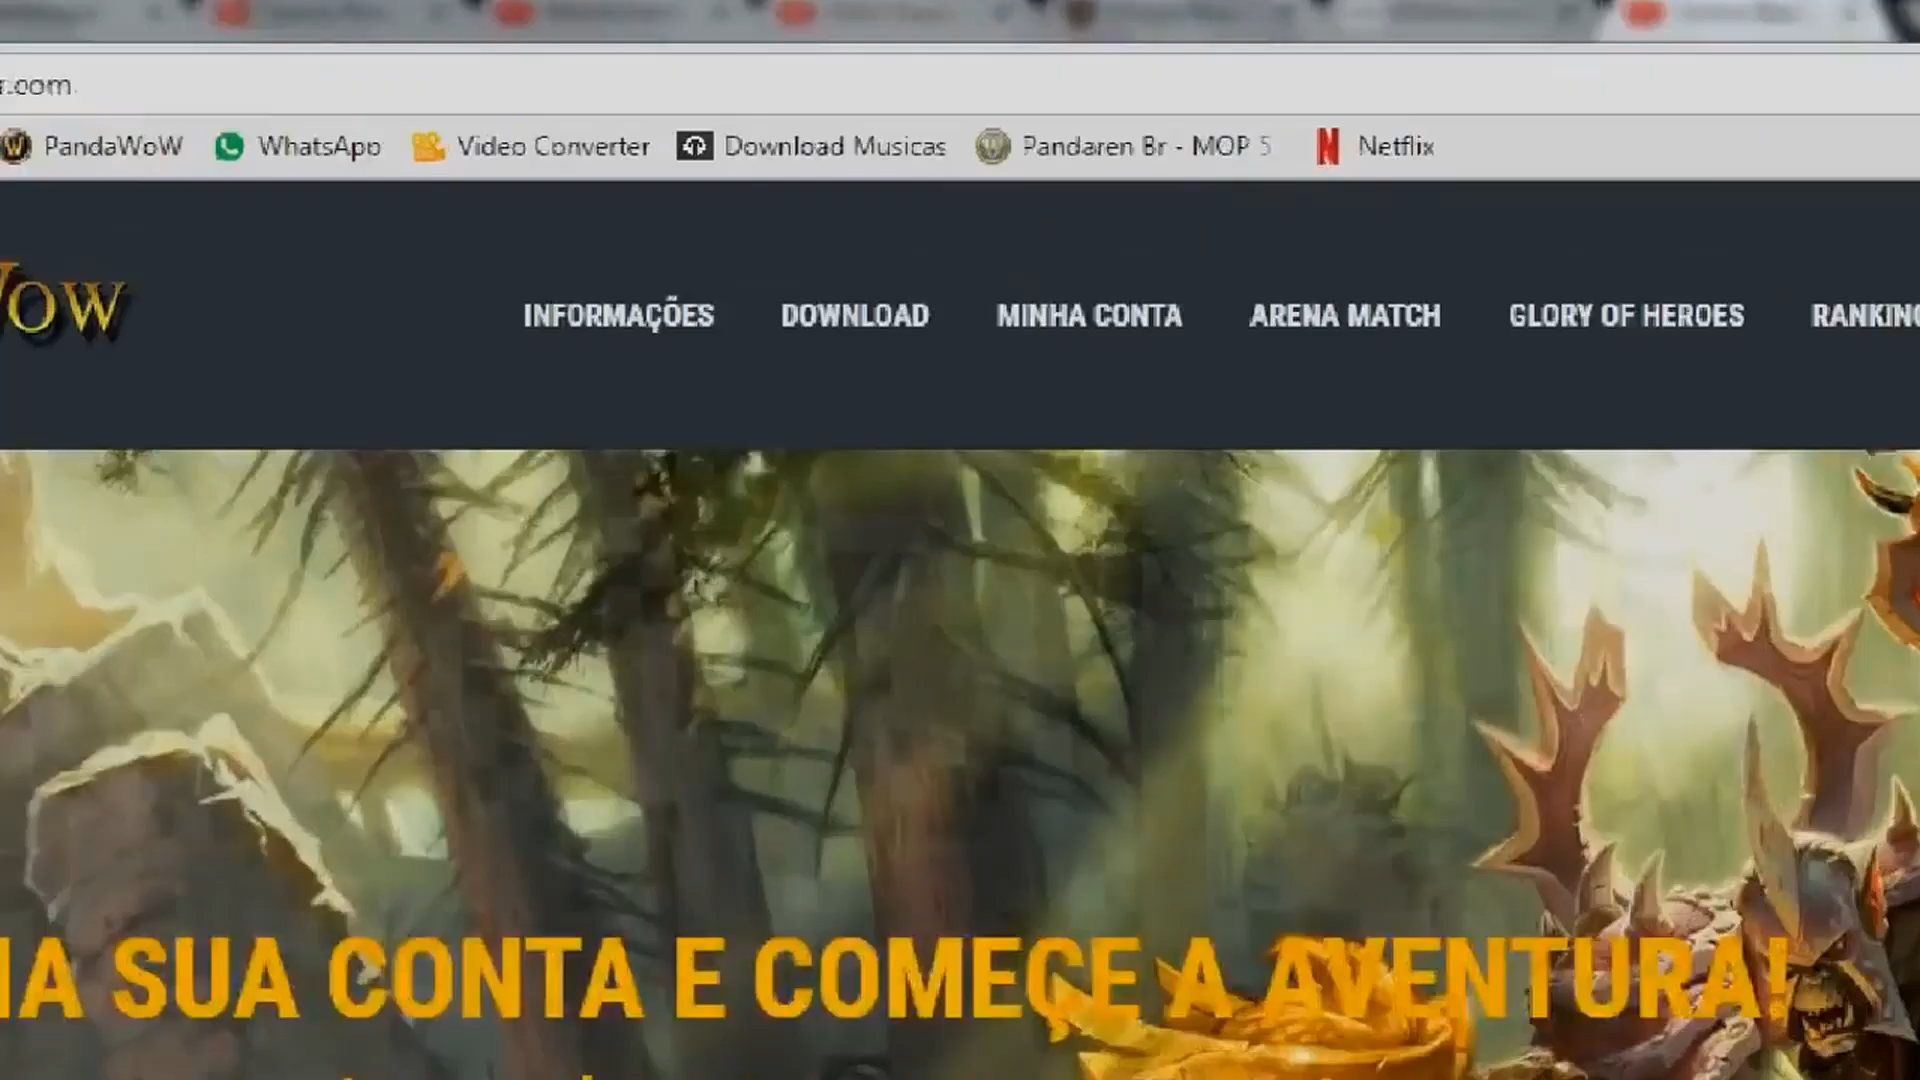 r.com
PandaWoW WhatsApp Video Converter Download Musicas Pandaren Br - MOP 5 Netflix
WOW
INFORMAÇÕES DOWNLOAD MINHA CONTA ARENA MATCH GLORY OF HEROES RANKING
IA SUA CONTA E COMEÇE A AVENTURA!